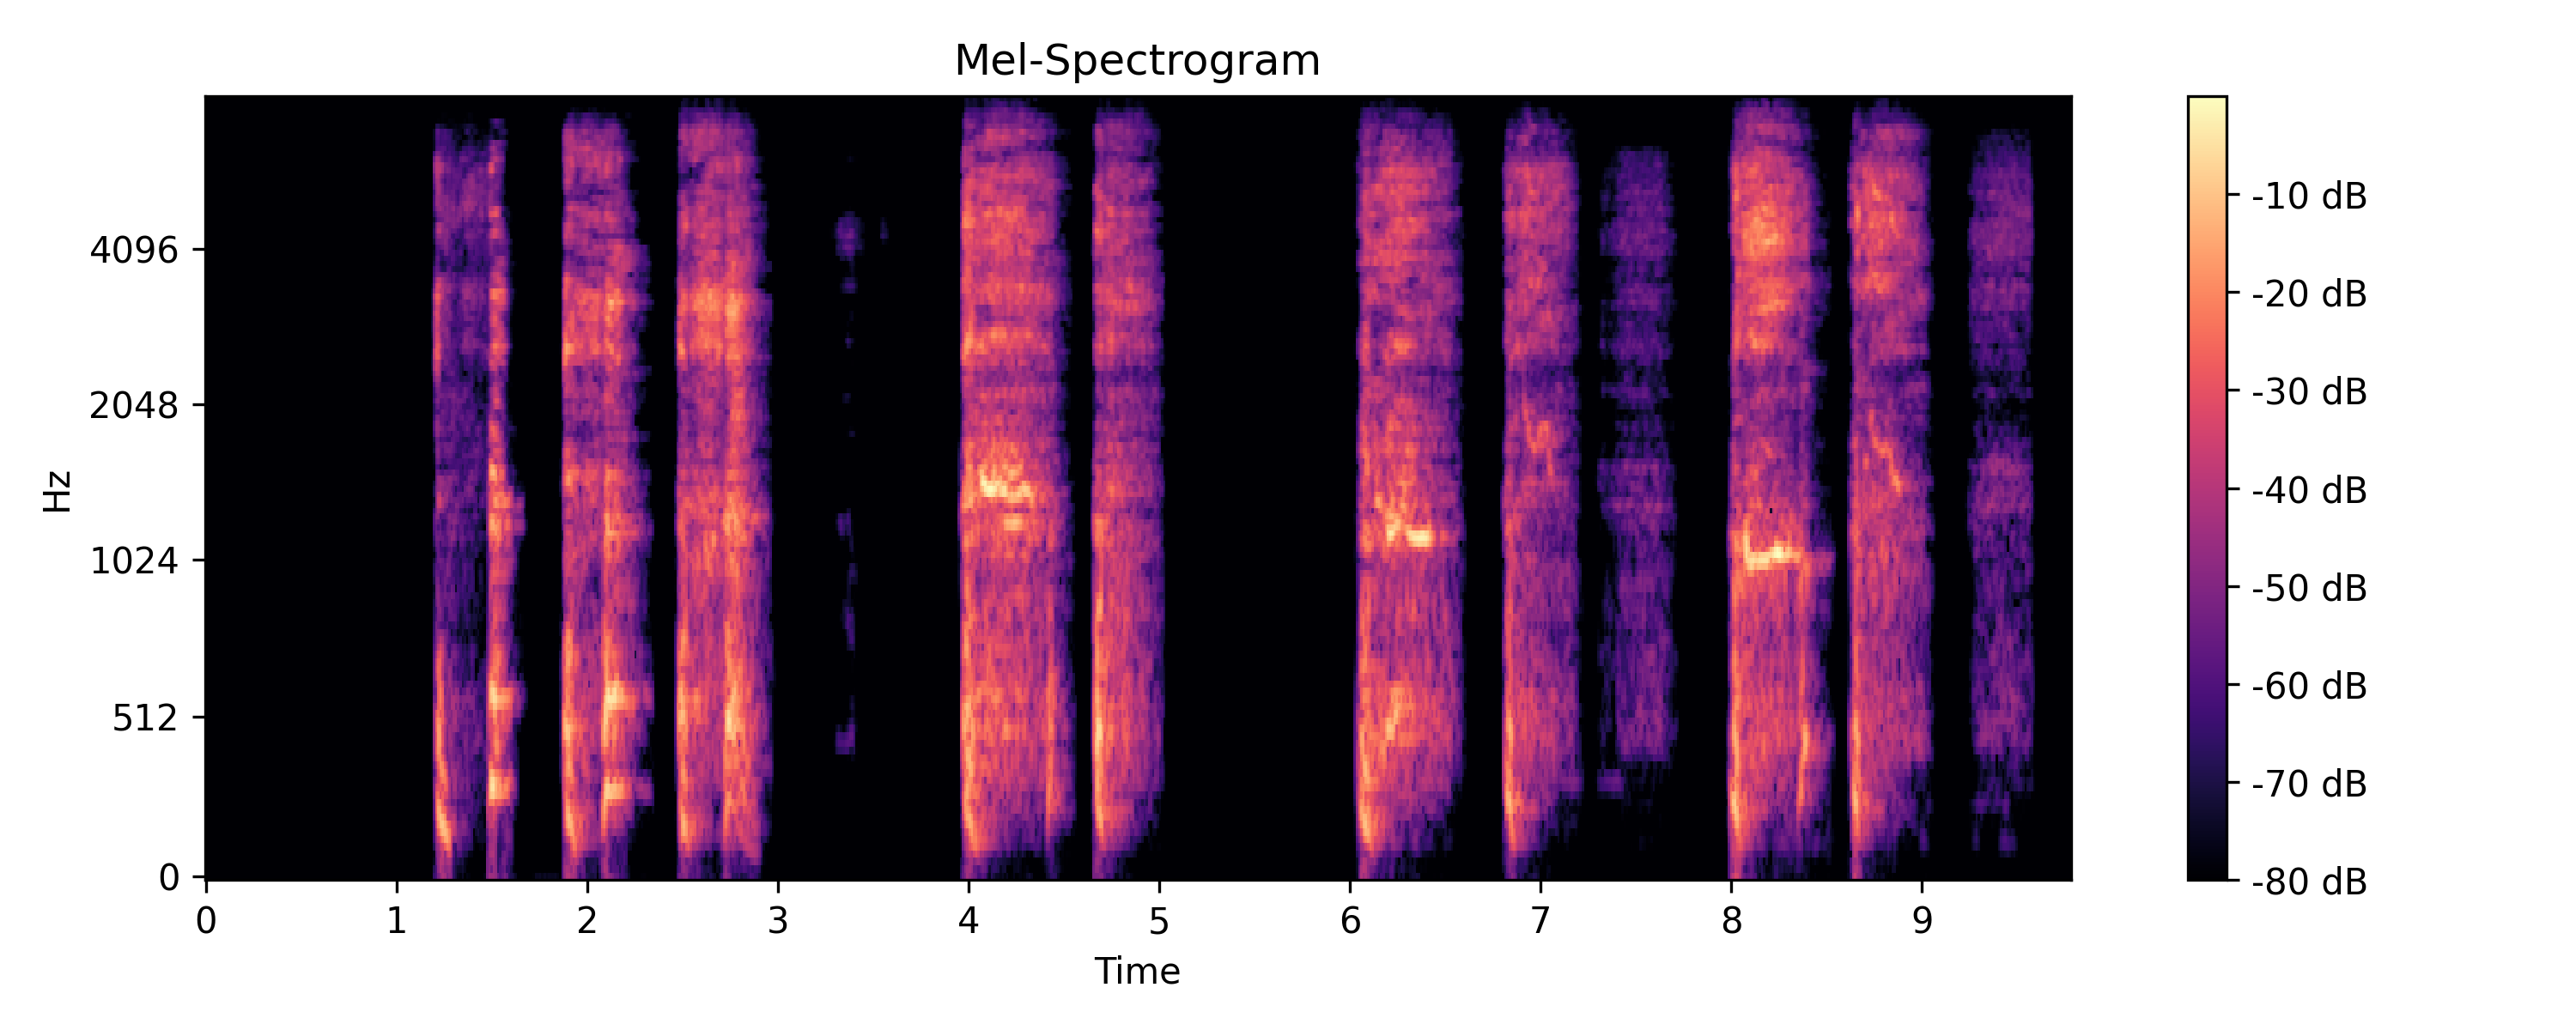 Mel-Spectrogram
Hz
4096
2048
1024
512
0
0 1 2 3 4 5 6 7 8 9
Time
-10 dB
-20 dB
-30 dB
-40 dB
-50 dB
-60 dB
-70 dB
-80 dB